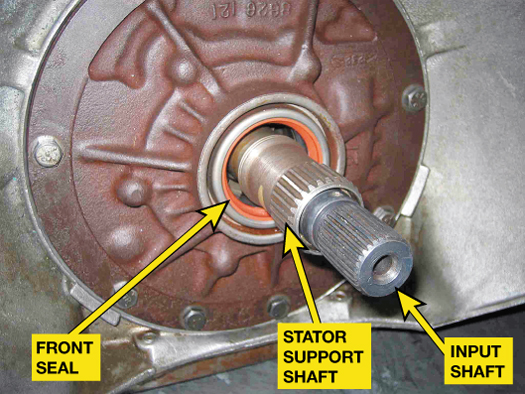 FRONT
SEAL
STATOR
SUPPORT
SHAFT
INPUT
SHAFT